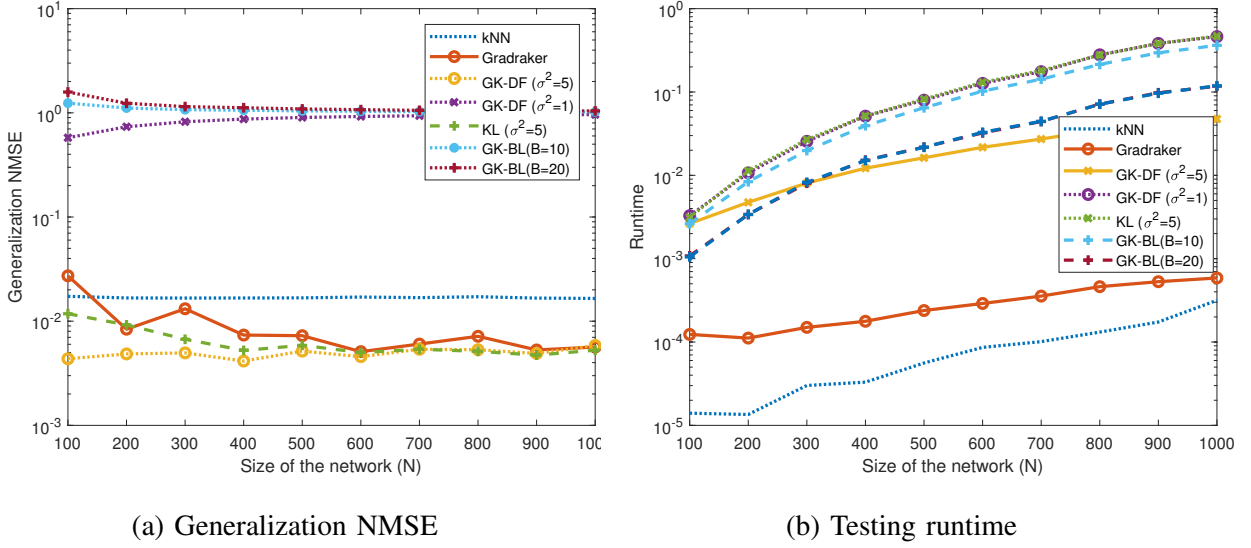 10^1
10^0
10^-1
10^-2
10^-3
Generalization NMSE
100 200 300 400 500 600 700 800 900 100
Size of the network (N)
kNN
Gradraker
GK-DF (σ²=5)
GK-DF (σ²=1)
KL (σ²=5)
GK-BL(B=10)
GK-BL(B=20)
(a) Generalization NMSE
10^0
10^-1
10^-2
10^-3
10^-4
10^-5
Runtime
100 200 300 400 500 600 700 800 900 1000
Size of the network (N)
kNN
Gradraker
GK-DF (σ²=5)
GK-DF (σ²=1)
KL (σ²=5)
GK-BL(B=10)
GK-BL(B=20)
(b) Testing runtime